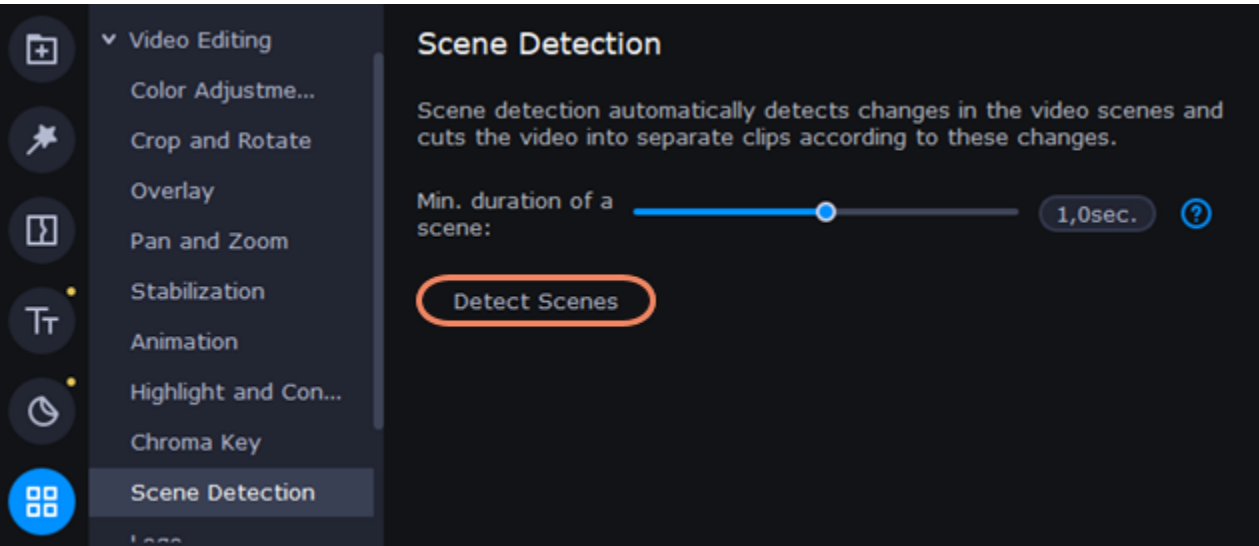 Video Editing
Color Adjustme...
Crop and Rotate
Overlay
Pan and Zoom
Stabilization
Animation
Highlight and Con...
Chroma Key
Scene Detection
Scene Detection
Scene detection automatically detects changes in the video scenes and
cuts the video into separate clips according to these changes.
Min. duration of a
scene:
1,0sec.
?
Detect Scenes